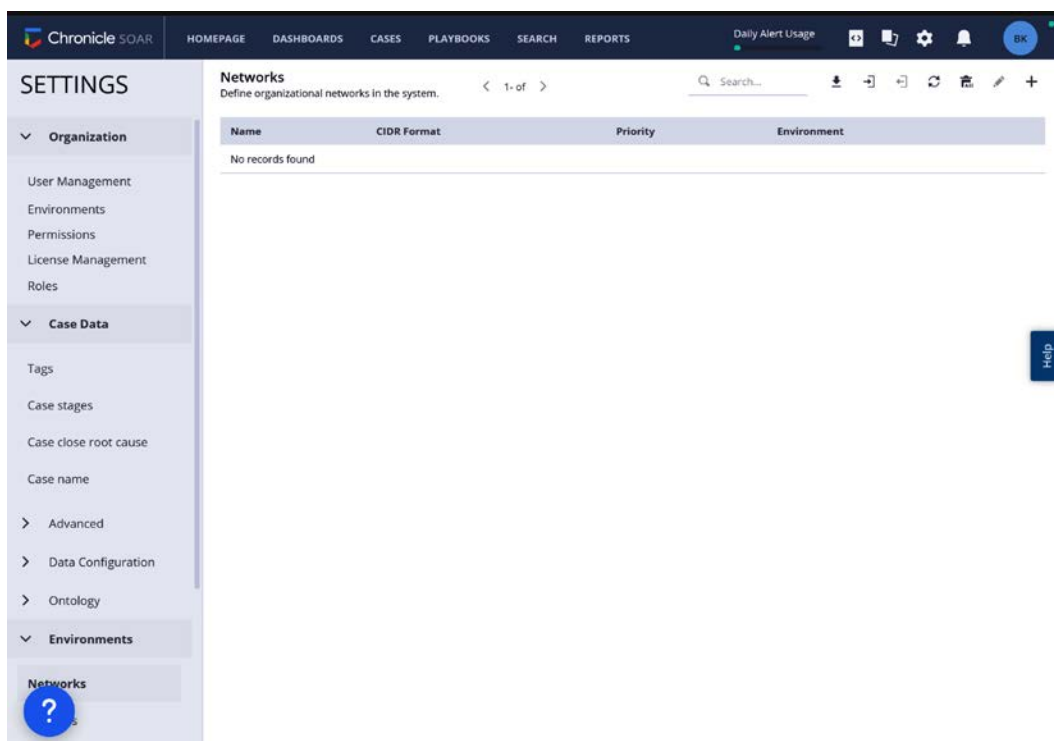 Chronicle SOAR
HOMEPAGE DASHBOARDS CASES PLAYBOOKS SEARCH REPORTS
Daily Alert Usage
BK
SETTINGS
Organization
User Management
Environments
Permissions
License Management
Roles
Case Data
Tags
Case stages
Case close root cause
Case name
Advanced
Data Configuration
Ontology
Environments
Networks
?
Networks
Define organizational networks in the system.
1- of
Search...
Name CIDR Format Priority Environment
No records found
Help